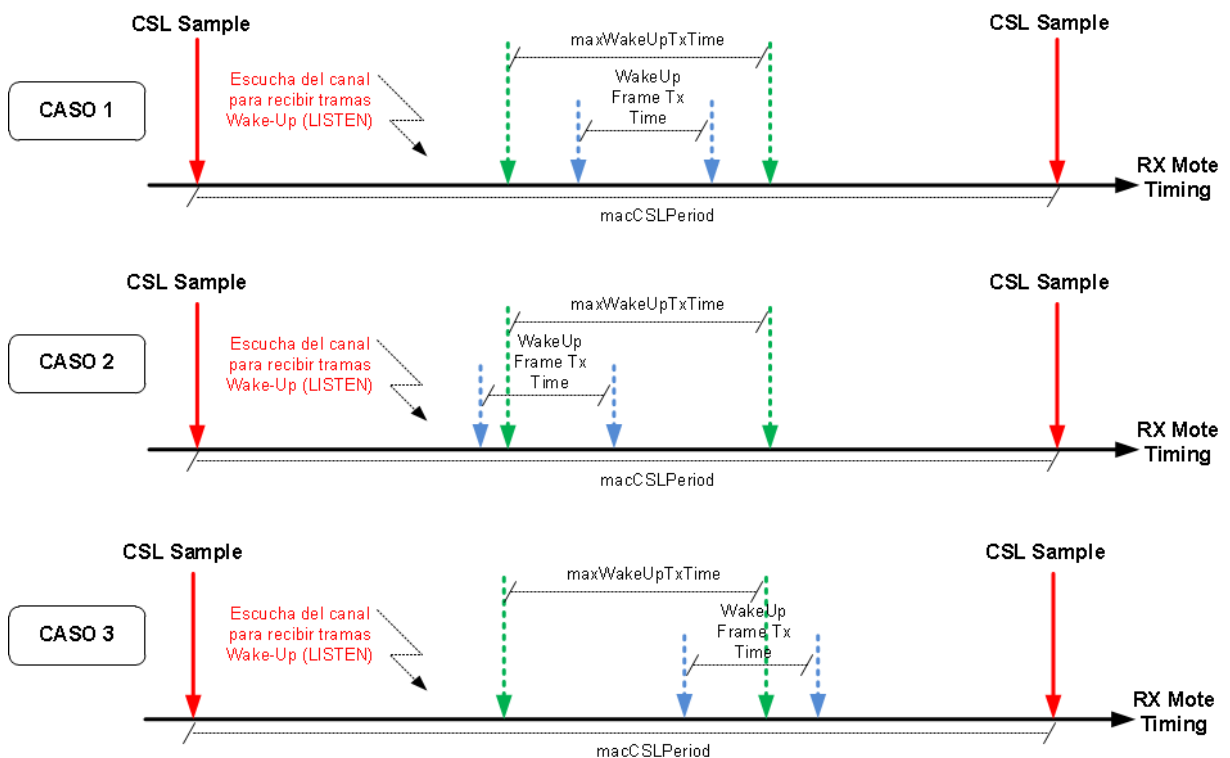 CSL Sample
CSL Sample
maxWakeUpTxTime
WakeUp
Frame Tx
Time
Escucha del canal
para recibir tramas
Wake-Up (LISTEN)
CASO 1
RX Mote
Timing
macCSLPeriod
CSL Sample
CSL Sample
maxWakeUpTxTime
WakeUp
Frame Tx
Time
Escucha del canal
para recibir tramas
Wake-Up (LISTEN)
CASO 2
RX Mote
Timing
macCSLPeriod
CSL Sample
CSL Sample
maxWakeUpTxTime
WakeUp
Frame Tx
Time
Escucha del canal
para recibir tramas
Wake-Up (LISTEN)
CASO 3
RX Mote
Timing
macCSLPeriod